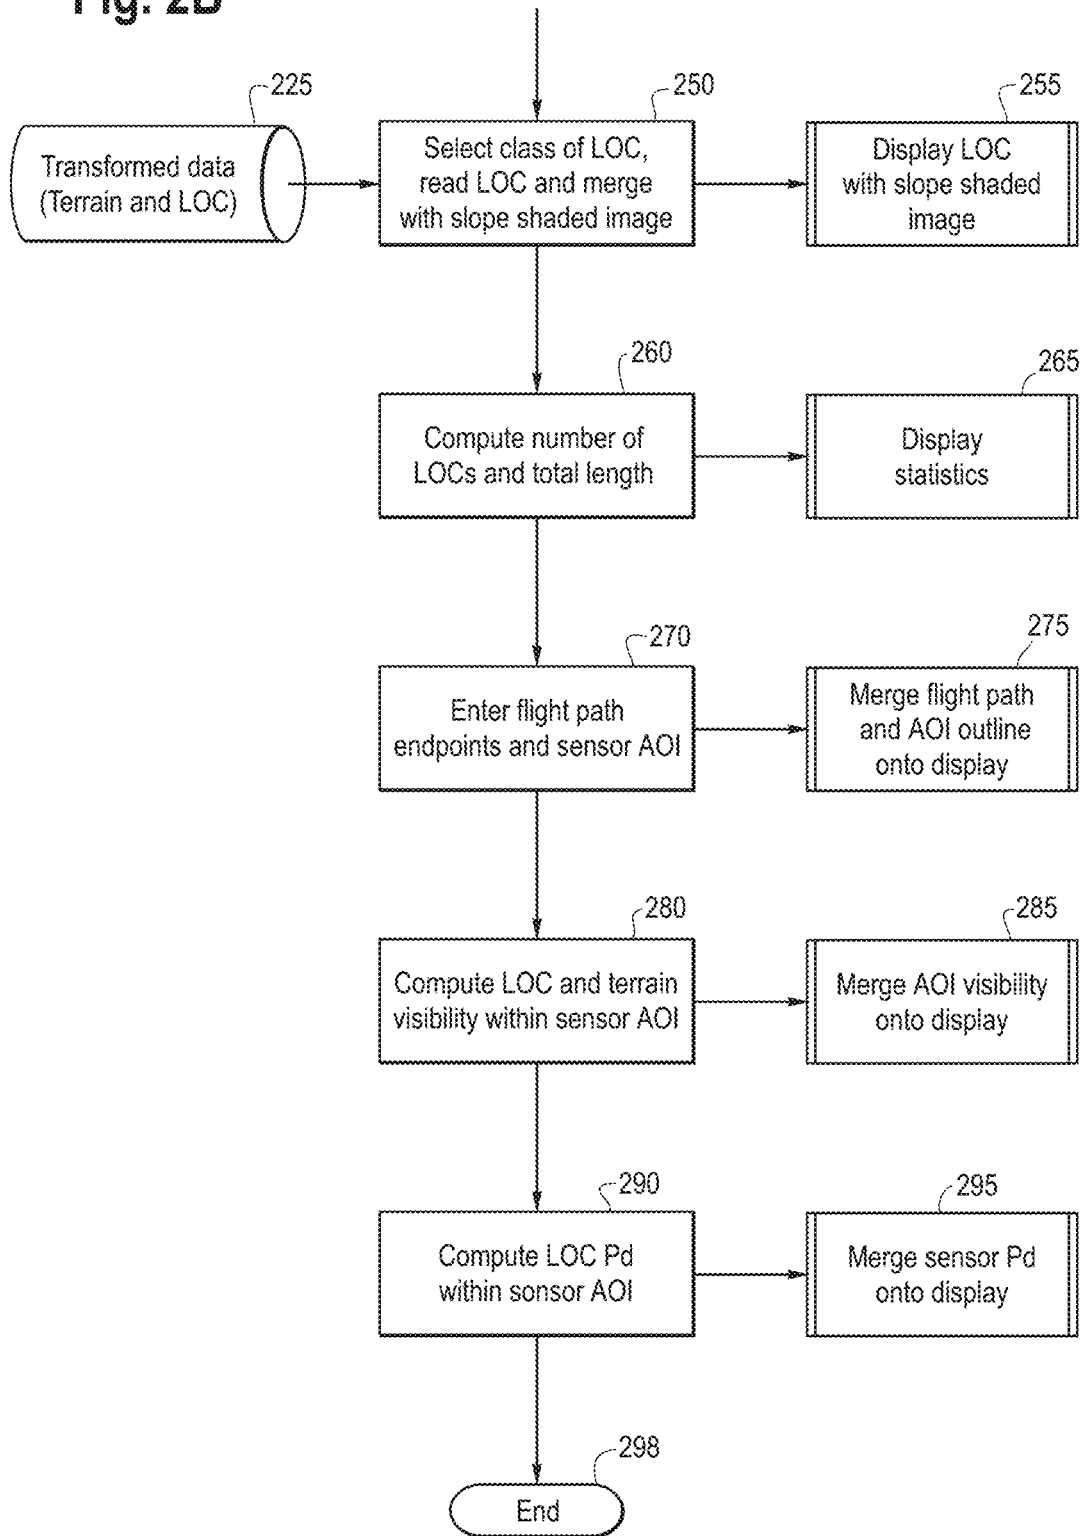 Fig. 2B
225
250
255
Transformed data
(Terrain and LOC)
Select class of LOC,
read LOC and merge
with slope shaded image
Display LOC
with slope shaded
image
260
265
Compute number of
LOCs and total length
Display
statistics
270
275
Enter flight path
endpoints and sensor AOI
Merge flight path
and AOI outline
onto display
280
285
Compute LOC and terrain
visibility within sensor AOI
Merge AOI visibility
onto display
290
295
Compute LOC Pd
within sonsor AOI
Merge sensor Pd
onto display
298
End